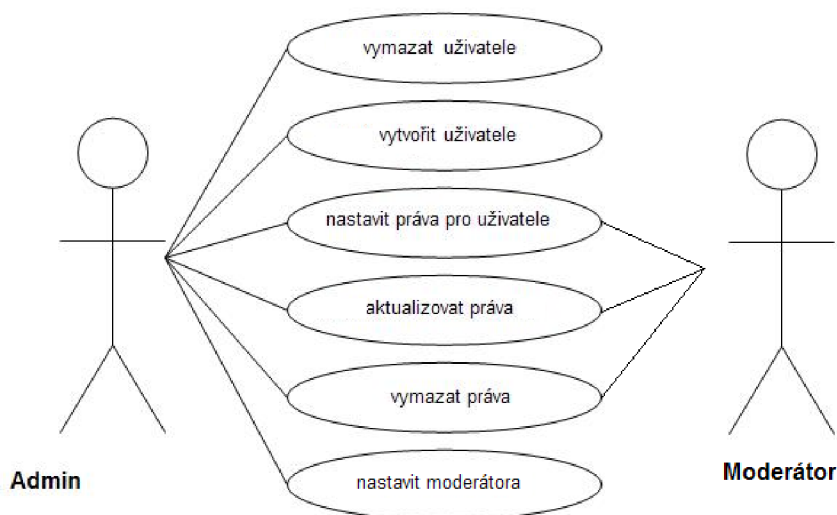 vymazat uživatele
vytvořit uživatele
nastavit práva pro uživatele
aktualizovat práva
vymazat práva
nastavit moderátora
Admin
Moderátor